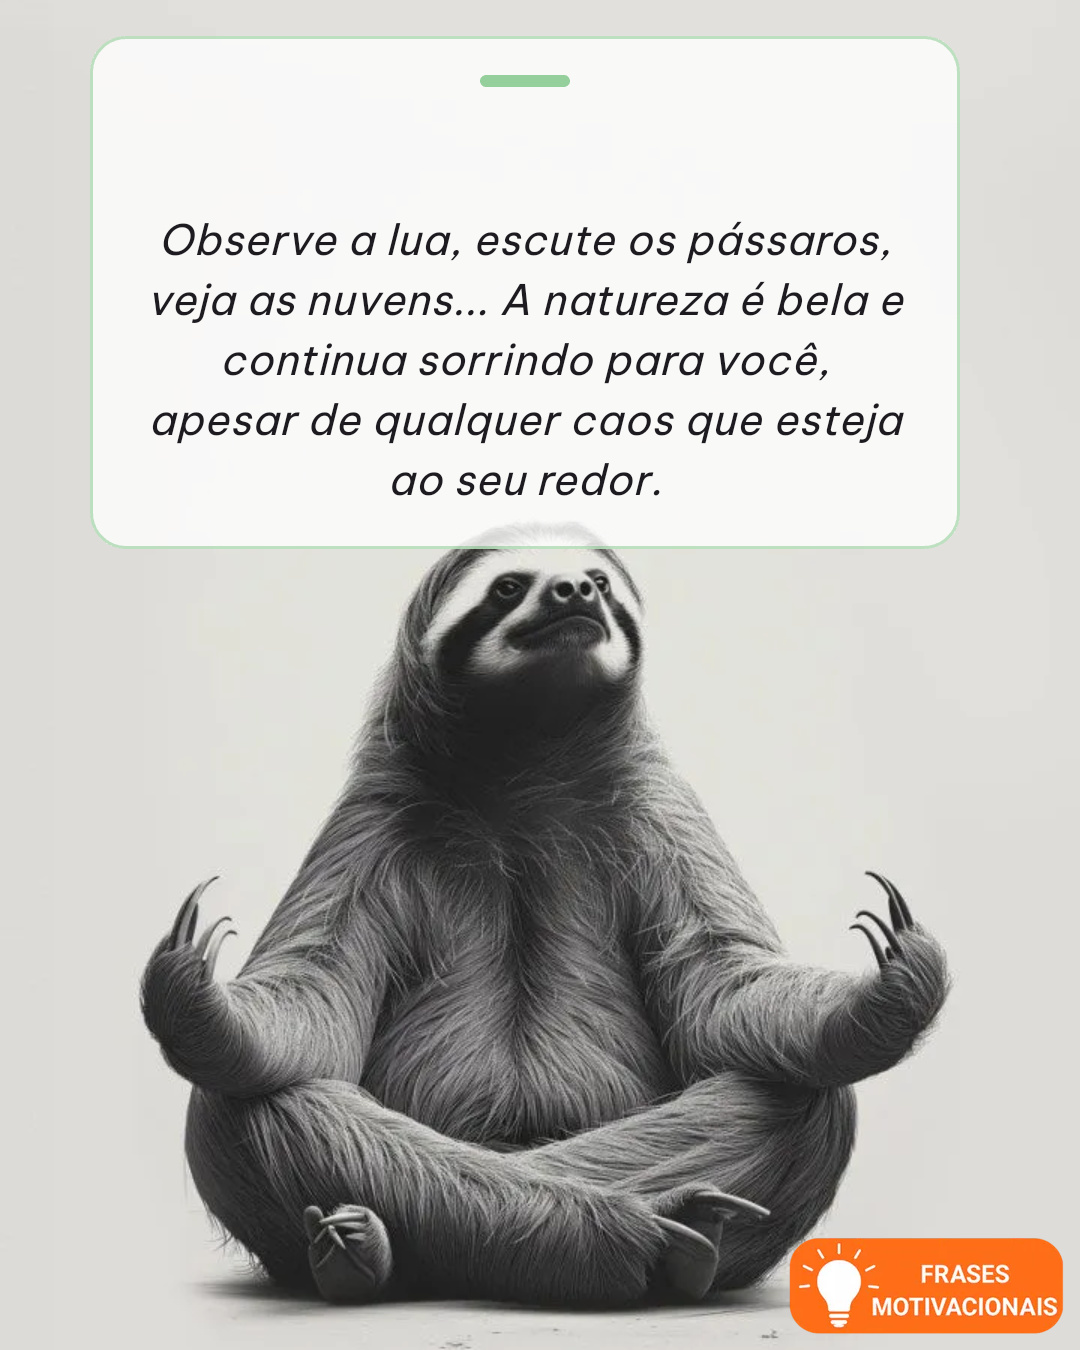 Observe a lua, escute os pássaros,
veja as nuvens... A natureza é bela e
continua sorrindo para você,
apesar de qualquer caos que esteja
ao seu redor.
FRASES
MOTIVACIONAIS